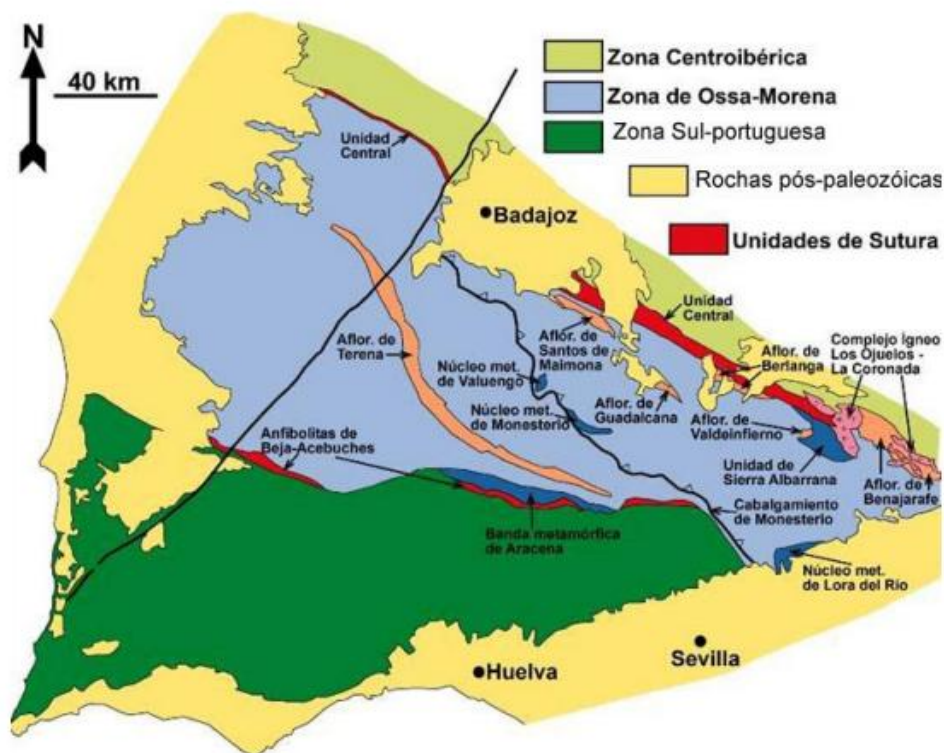 N
40 km
Zona Centroibérica
Zona de Ossa-Morena
Zona Sul-portuguesa
Rochas pós-paleozóicas
Unidades de Sutura
Unidad
Central
Badajoz
Unidad
Central
Aflor. de
Terena
Aflor. de
Santos de
Maimona
Complejo Igneo
Los Ojuelos -
La Coronada
Aflor. de
Berlanga
Núcleo met.
de Valuengo
Aflor. de
Guadalcana
Núcleo met.
de Monesterio
Aflor. de
Valdeinfierno
Anfibolitas de
Beja-Acebuches
Unidad de
Sierra Albarrana
Aflor. de
Benajarafe
Cabalgamiento
de Monesterio
Banda metamórfica
de Aracena
Núcleo met.
de Lora del Río
Sevilla
Huelva